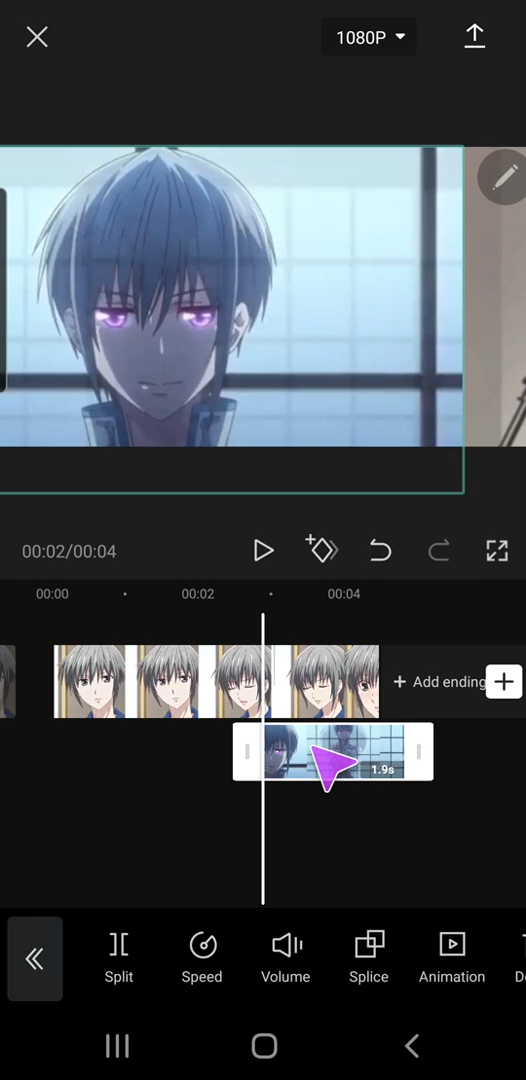 1080P
00:02/00:04
00:00
00:02
00:04
+ Add ending
1.9s
Split
Speed
Volume
Splice
Animation